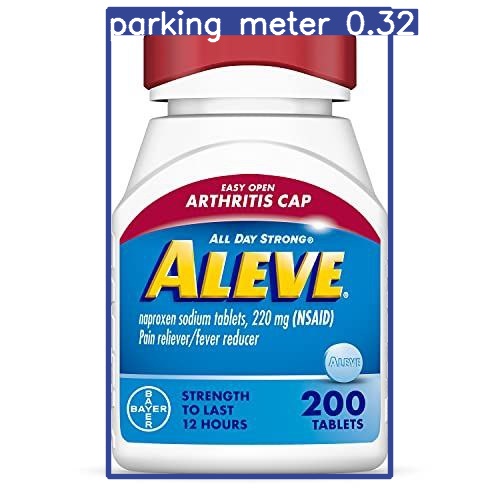 parking meter 0.32
EASY OPEN
ARTHRITIS CAP
ALL DAY STRONG®
ALEVE®
naproxen sodium tablets, 220 mg (NSAID)
Pain reliever/fever reducer
ALEVE
BAYER
BAYER
STRENGTH
TO LAST
12 HOURS
200
TABLETS